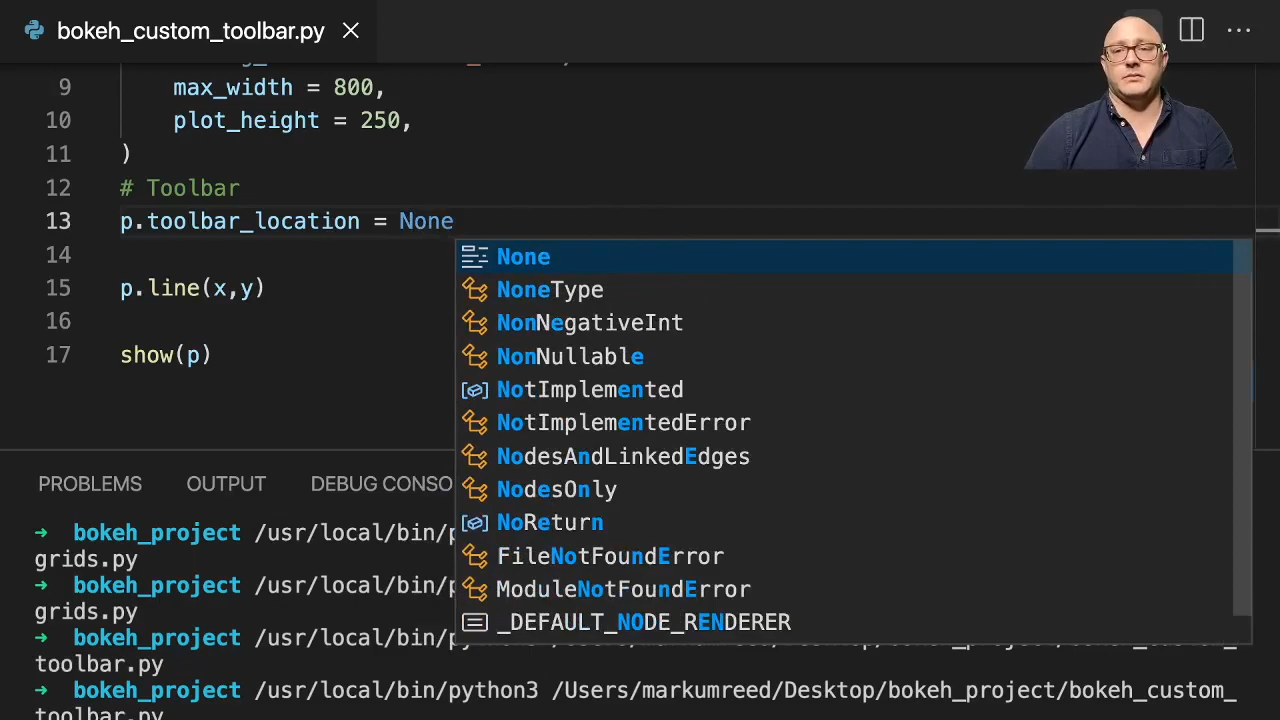 bokeh_custom_toolbar.py
9 max_width = 800,
10 plot_height = 250,
11 )
12 # Toolbar
13 p.toolbar_location = None
14
None
NoneType
15 p.line(x,y)
NonNegativeInt
16
NonNullable
17 show(p)
NotImplemented
NotImplementedError
NodesAndLinkedEdges
NodesOnly
NoReturn
FileNotFoundError
ModuleNotFoundError
_DEFAULT_NODE_RENDERER
PROBLEMS OUTPUT DEBUG CONSO
→ bokeh_project /usr/local/bin/p
grids.py
→ bokeh_project /usr/local/bin/p
grids.py
→ bokeh_project /usr/local/bin/
toolbar.py
→ bokeh_project /usr/local/bin/python3 /Users/markumreed/Desktop/bokeh_project/bokeh_custom_
toolbar.py